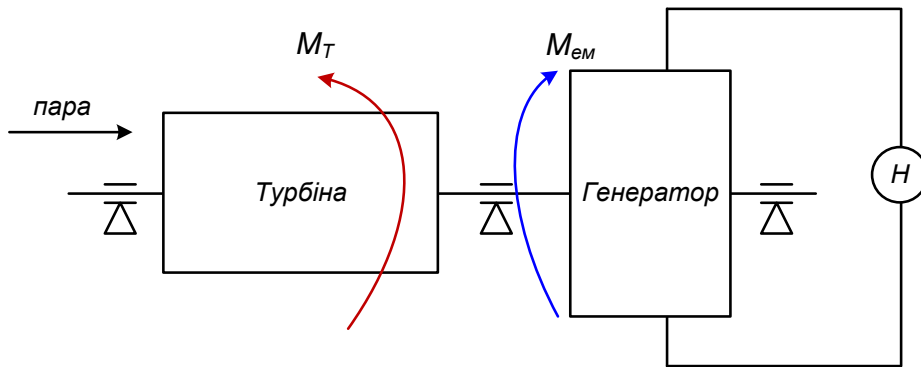 M_T
M_ем
пара
Турбіна
Генератор
Н